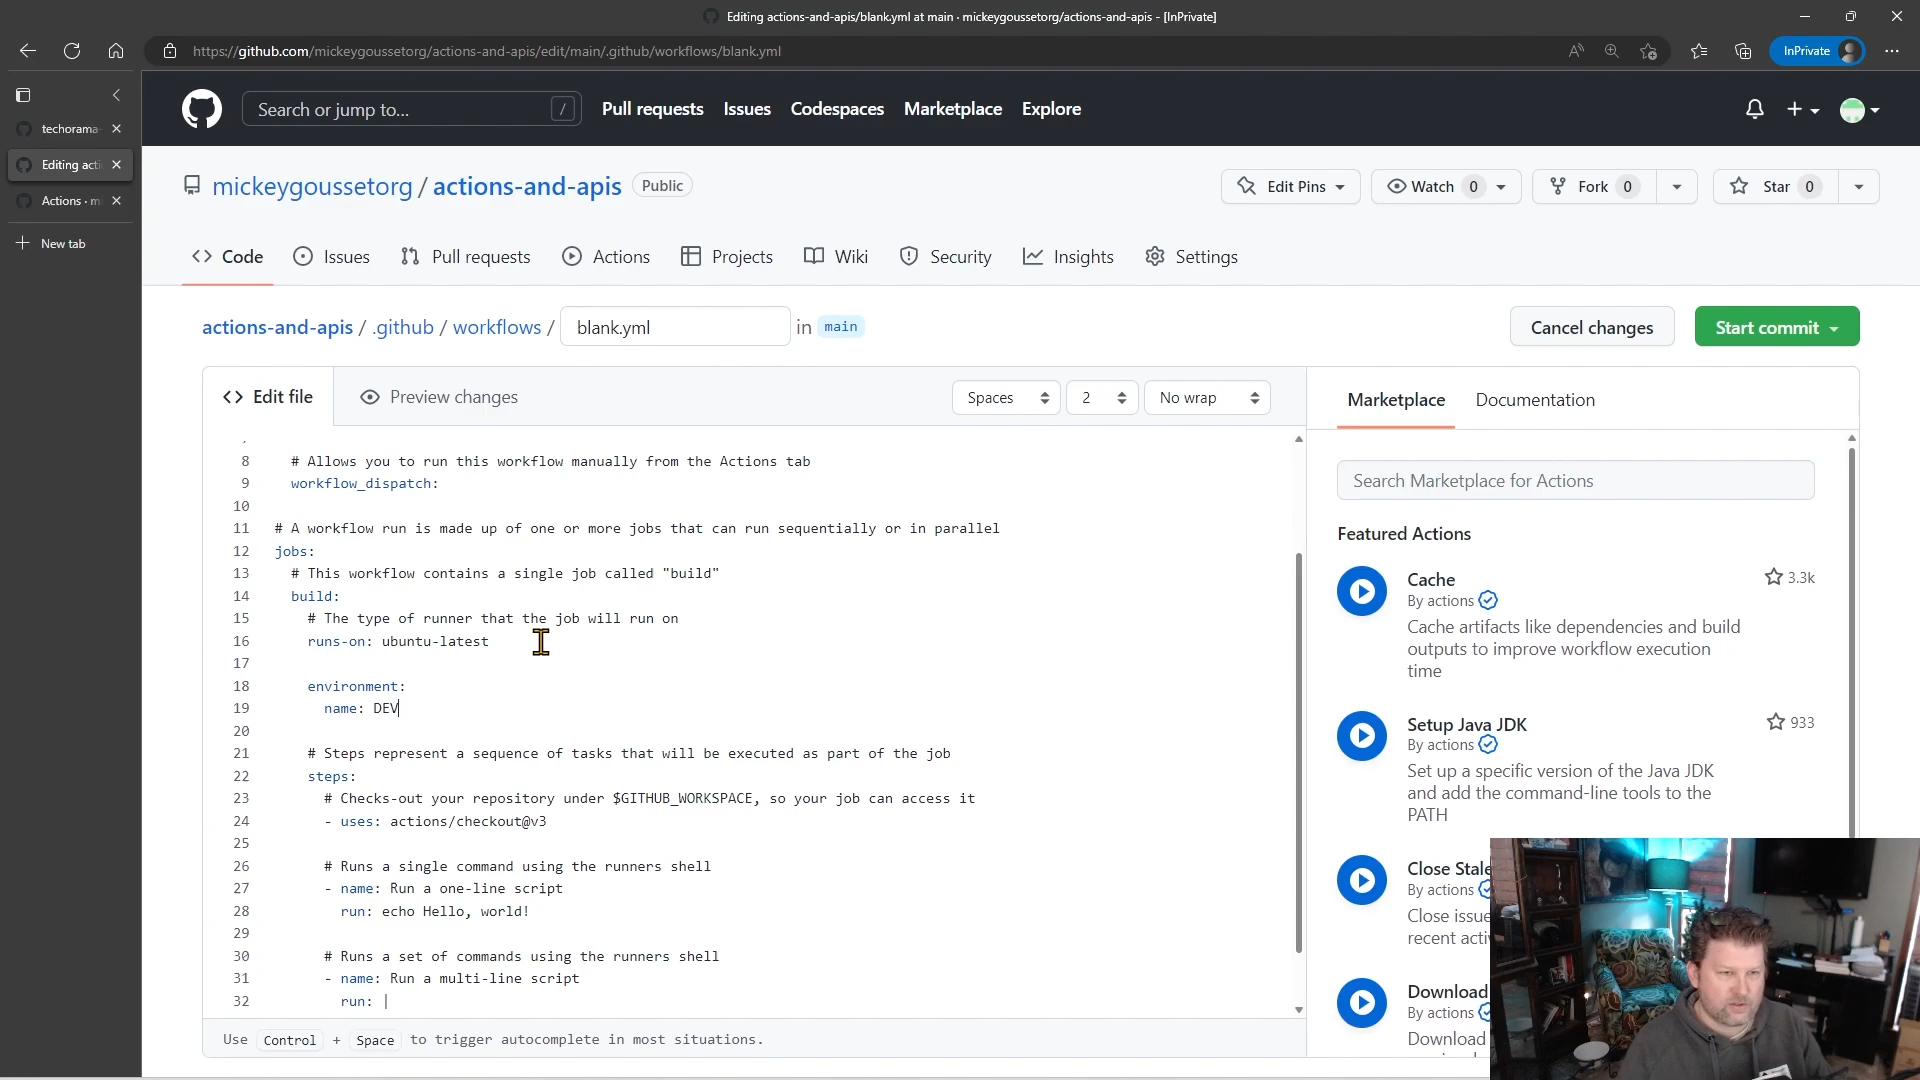 Editing actions-and-apis/blank.yml at main · mickeygoussetorg/actions-and-apis - [InPrivate]
https://github.com/mickeygoussetorg/actions-and-apis/edit/main/.github/workflows/blank.yml
InPrivate
techorama-
Editing acti
Actions · m
New tab
Search or jump to...
/
Pull requests
Issues
Codespaces
Marketplace
Explore
mickeygoussetorg / actions-and-apis Public
Edit Pins
Watch 0
Fork 0
Star 0
Code
Issues
Pull requests
Actions
Projects
Wiki
Security
Insights
Settings
actions-and-apis / .github / workflows / blank.yml in main
Cancel changes
Start commit
Edit file
Preview changes
Spaces
2
No wrap
8 # Allows you to run this workflow manually from the Actions tab
9 workflow_dispatch:
10
11 # A workflow run is made up of one or more jobs that can run sequentially or in parallel
12 jobs:
13 # This workflow contains a single job called "build"
14 build:
15 # The type of runner that the job will run on
16 runs-on: ubuntu-latest
17
18 environment:
19 name: DEV
20
21 # Steps represent a sequence of tasks that will be executed as part of the job
22 steps:
23 # Checks-out your repository under $GITHUB_WORKSPACE, so your job can access it
24 - uses: actions/checkout@v3
25
26 # Runs a single command using the runners shell
27 - name: Run a one-line script
28 run: echo Hello, world!
29
30 # Runs a set of commands using the runners shell
31 - name: Run a multi-line script
32 run: |
Use Control + Space to trigger autocomplete in most situations.
Marketplace
Documentation
Search Marketplace for Actions
Featured Actions
Cache
3.3k
By actions
Cache artifacts like dependencies and build
outputs to improve workflow execution
time
Setup Java JDK
933
By actions
Set up a specific version of the Java JDK
and add the command-line tools to the
PATH
Close Stale
By actions
Close issue
recent acti
Download
By actions
Download